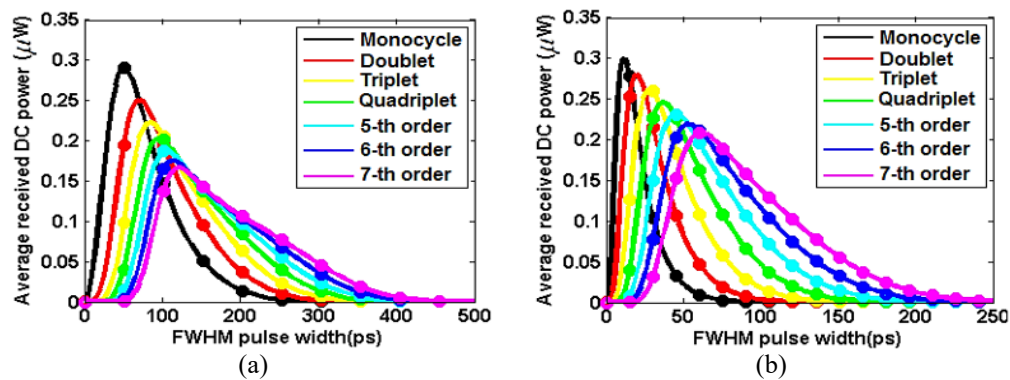 Average received DC power (μW)
0.35
0.3
0.25
0.2
0.15
0.1
0.05
0
0
100
200
300
400
500
FWHM pulse width(ps)
Monocycle
Doublet
Triplet
Quadriplet
5-th order
6-th order
7-th order
(a)
Average received DC power (μW)
0.35
0.3
0.25
0.2
0.15
0.1
0.05
0
0
50
100
150
200
250
FWHM pulse width(ps)
Monocycle
Doublet
Triplet
Quadriplet
5-th order
6-th order
7-th order
(b)